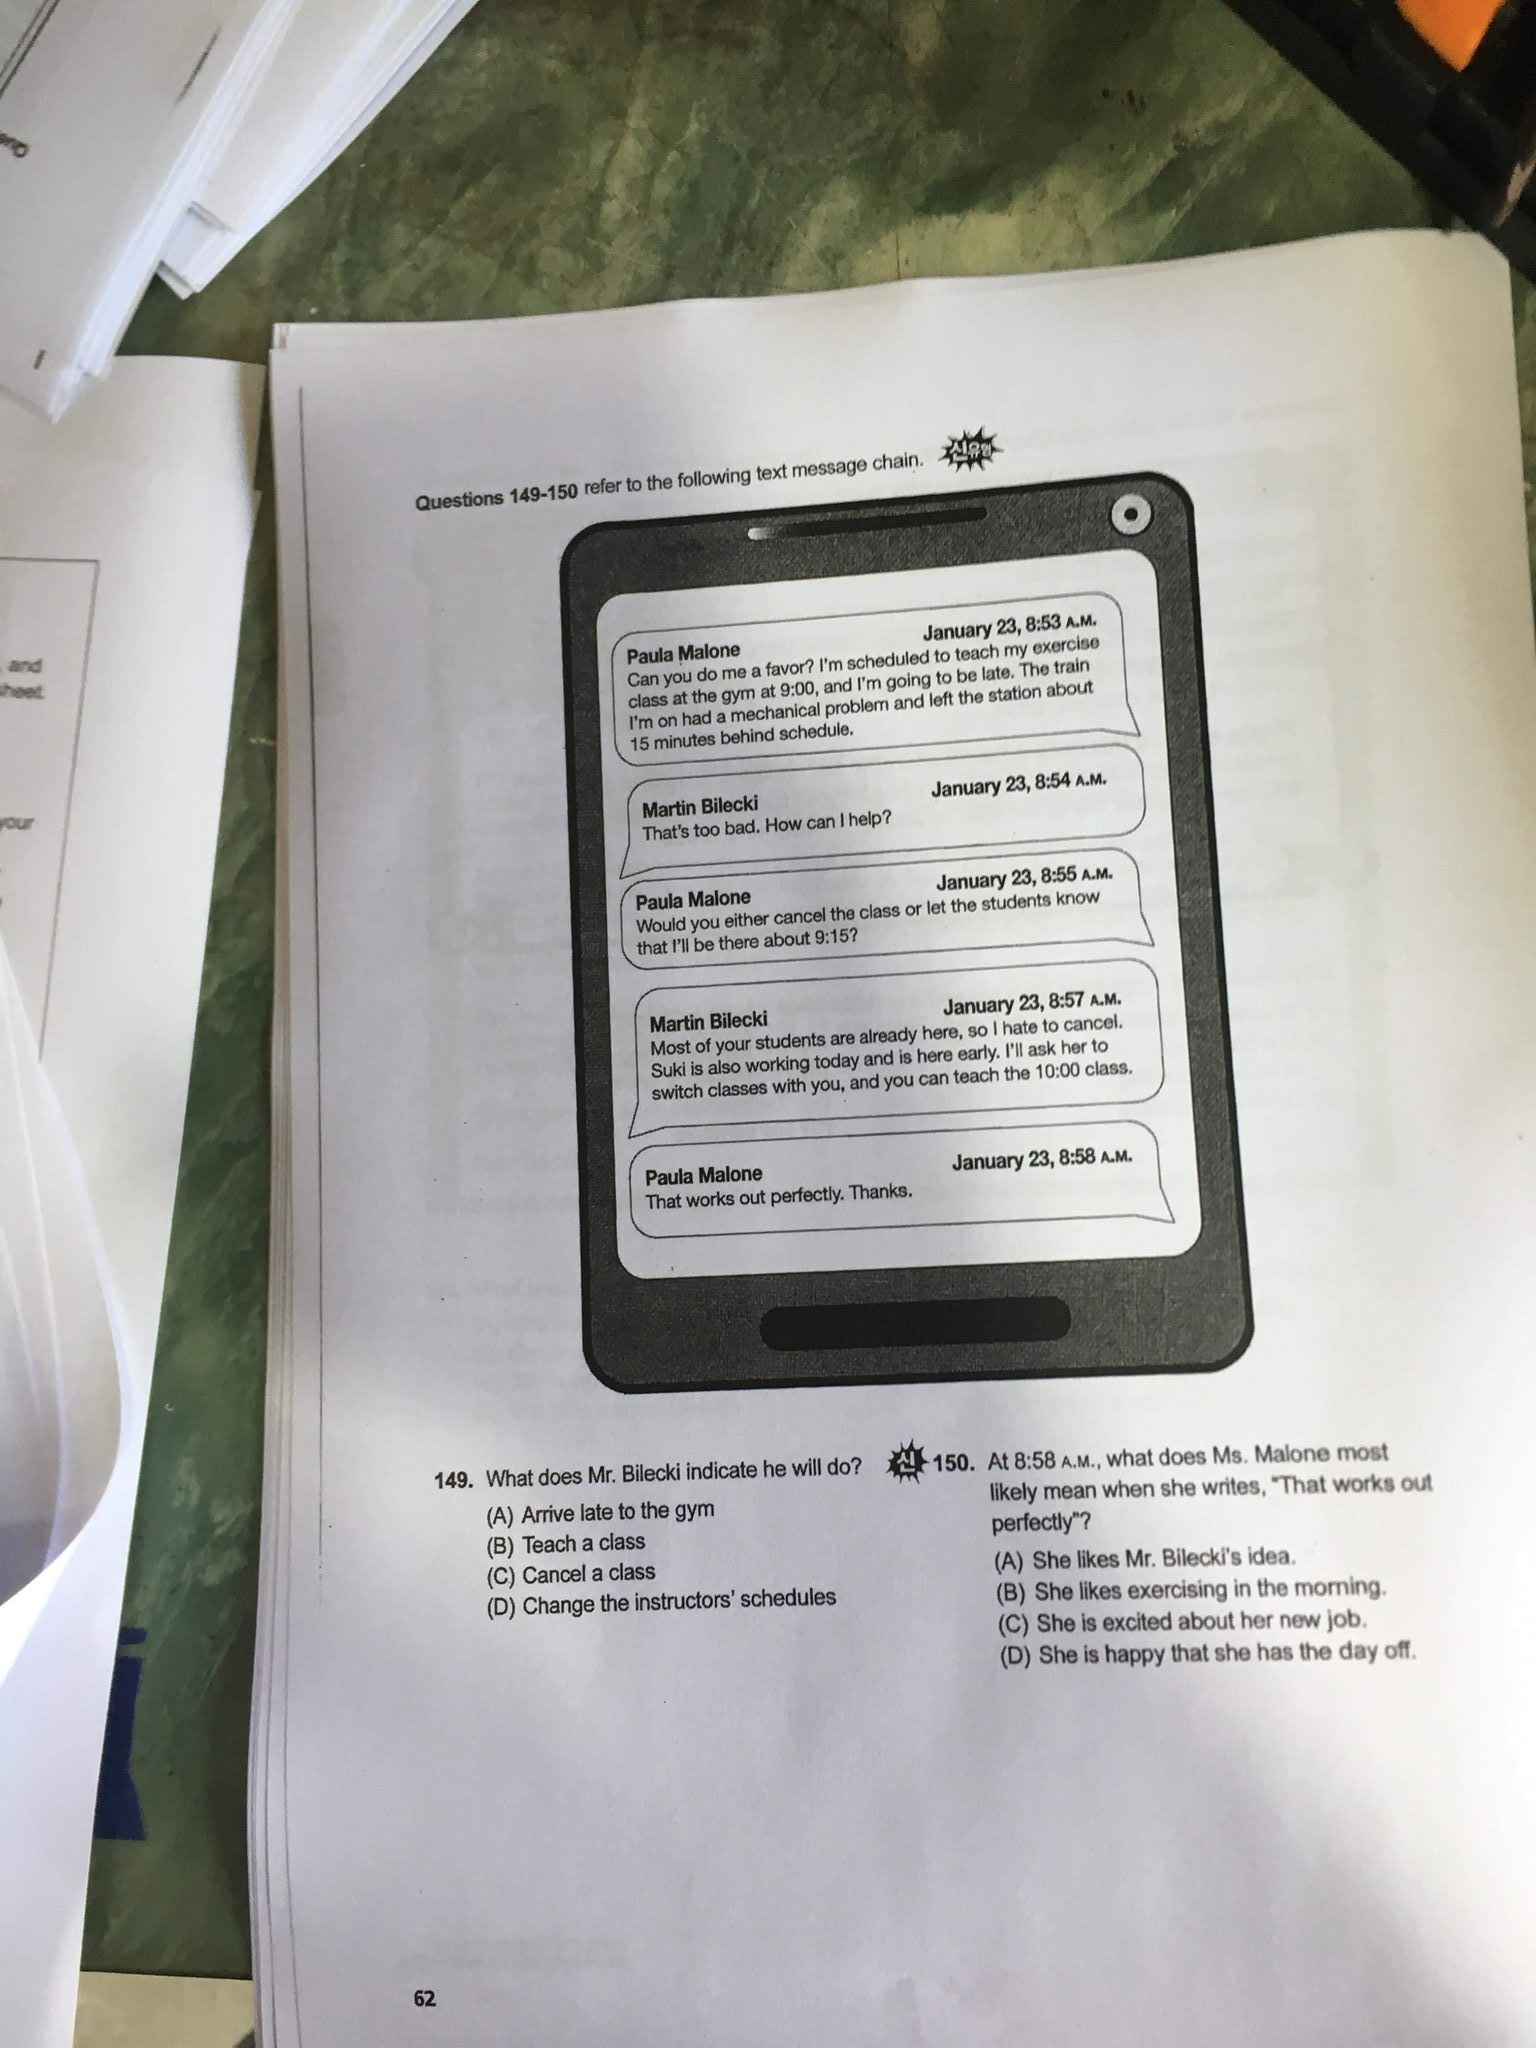 and
sheet.
your
Questions 149-150 refer to the following text message chain. 신유형
Paula Malone January 23, 8:53 A.M.
Can you do me a favor? I'm scheduled to teach my exercise
class at the gym at 9:00, and I'm going to be late. The train
I'm on had a mechanical problem and left the station about
15 minutes behind schedule.
Martin Bilecki January 23, 8:54 A.M.
That's too bad. How can I help?
Paula Malone January 23, 8:55 A.M.
Would you either cancel the class or let the students know
that I'll be there about 9:15?
Martin Bilecki January 23, 8:57 A.M.
Most of your students are already here, so I hate to cancel.
Suki is also working today and is here early. I'll ask her to
switch classes with you, and you can teach the 10:00 class.
Paula Malone January 23, 8:58 A.M.
That works out perfectly. Thanks.
149. What does Mr. Bilecki indicate he will do?
(A) Arrive late to the gym
(B) Teach a class
(C) Cancel a class
(D) Change the instructors' schedules
신 150. At 8:58 A.M., what does Ms. Malone most
likely mean when she writes, "That works out
perfectly"?
(A) She likes Mr. Bilecki's idea.
(B) She likes exercising in the morning.
(C) She is excited about her new job.
(D) She is happy that she has the day off.
62